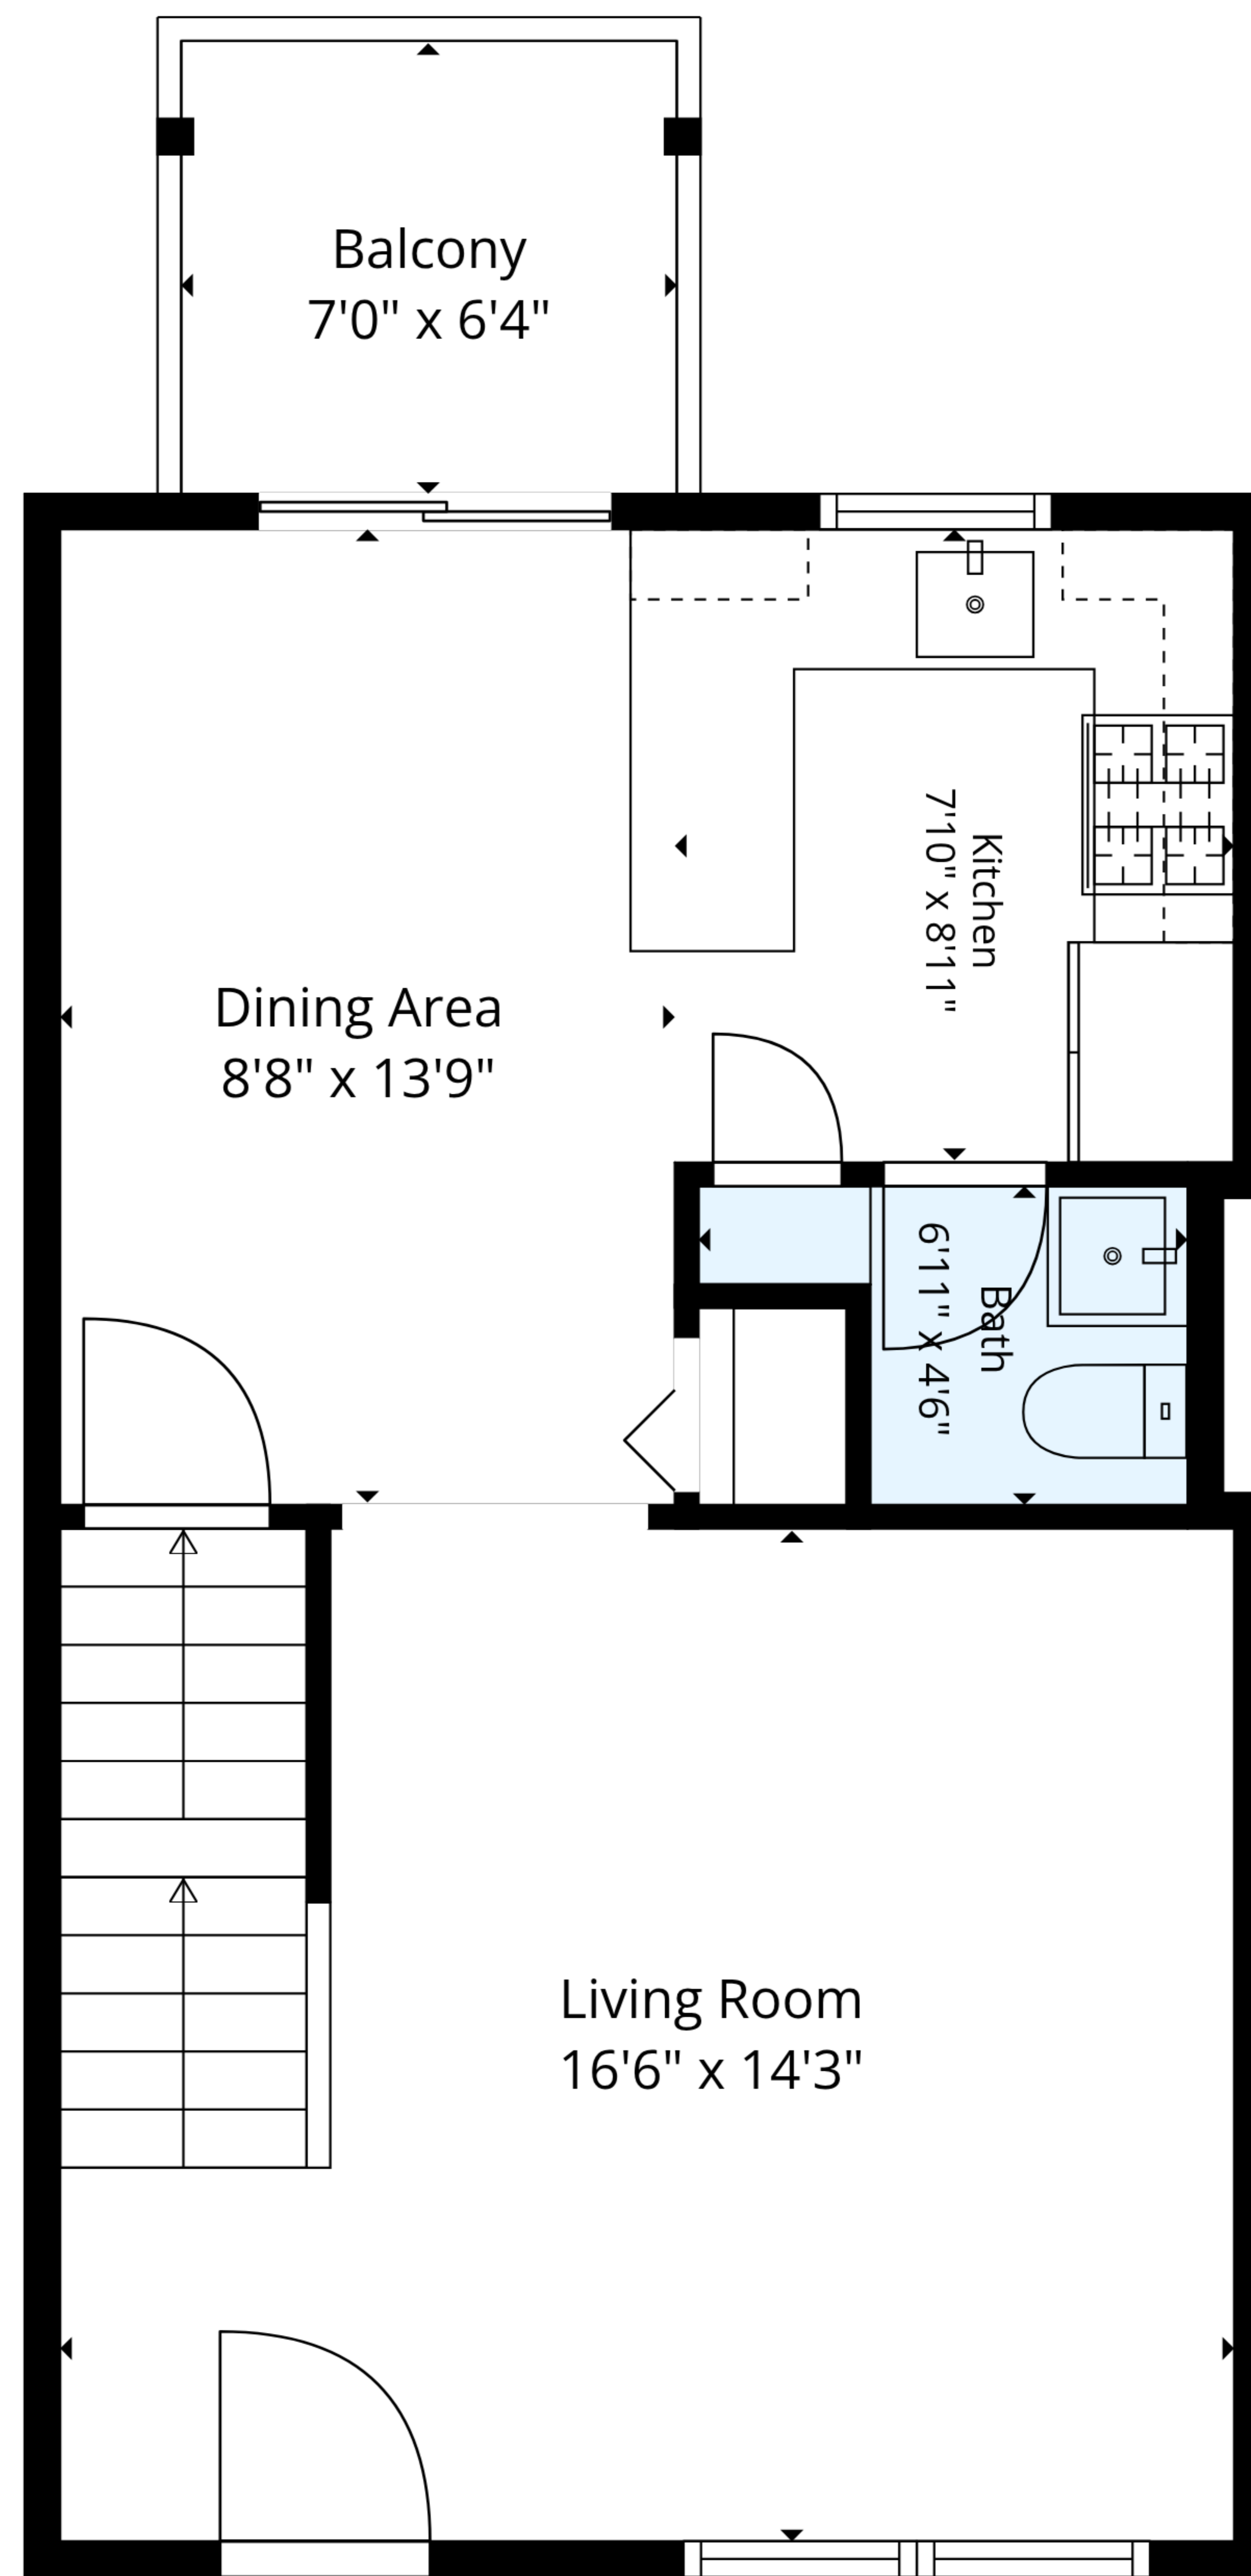 Balcony
7'0" x 6'4"
Kitchen
7'10" x 8'11"
Dining Area
8'8" x 13'9"
Bath
6'11" x 4'6"
Living Room
16'6" x 14'3"